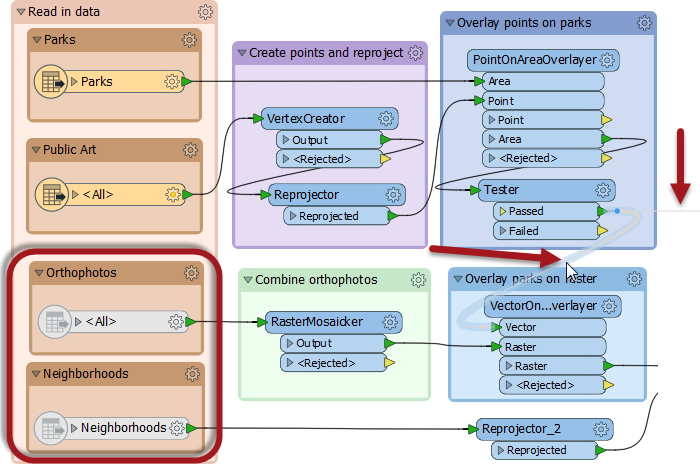 Read in data
Parks
Parks
Public Art
<All>
Orthophotos
<All>
Neighborhoods
Neighborhoods
Create points and reproject
VertexCreator
Output
<Rejected>
Reprojector
Reprojected
Combine orthophotos
RasterMosaicker
Output
<Rejected>
Overlay points on parks
PointOnAreaOverlayer
Area
Point
Point
Area
<Rejected>
Tester
Passed
Failed
Overlay parks on raster
VectorOn...verlayer
Vector
Raster
Raster
<Rejected>
Reprojector_2
Reprojected